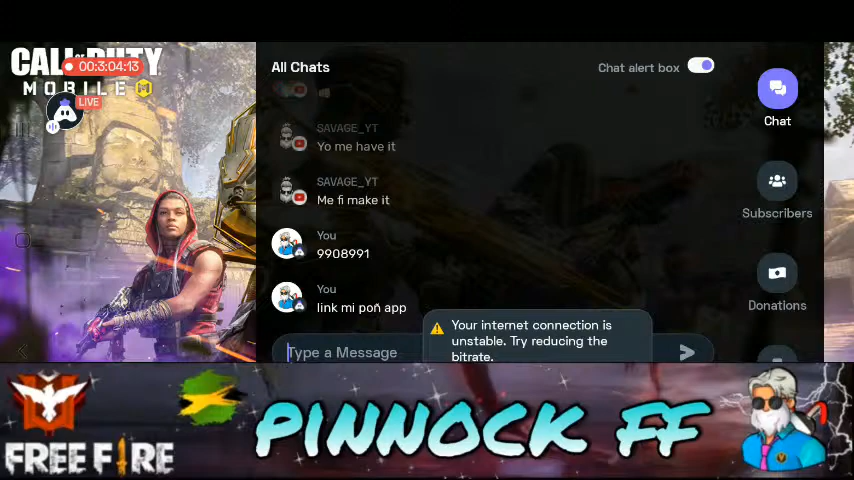 CALL OF DUTY
MOBILE
00:3:04:13
LIVE
All Chats
Chat alert box
Chat
SAVAGE_YT
Yo me have it
SAVAGE_YT
Me fi make it
Subscribers
You
9908991
You
link mi poñ app
Donations
Your internet connection is
unstable. Try reducing the
bitrate.
Type a Message
FREE FIRE
PINNOCK FF